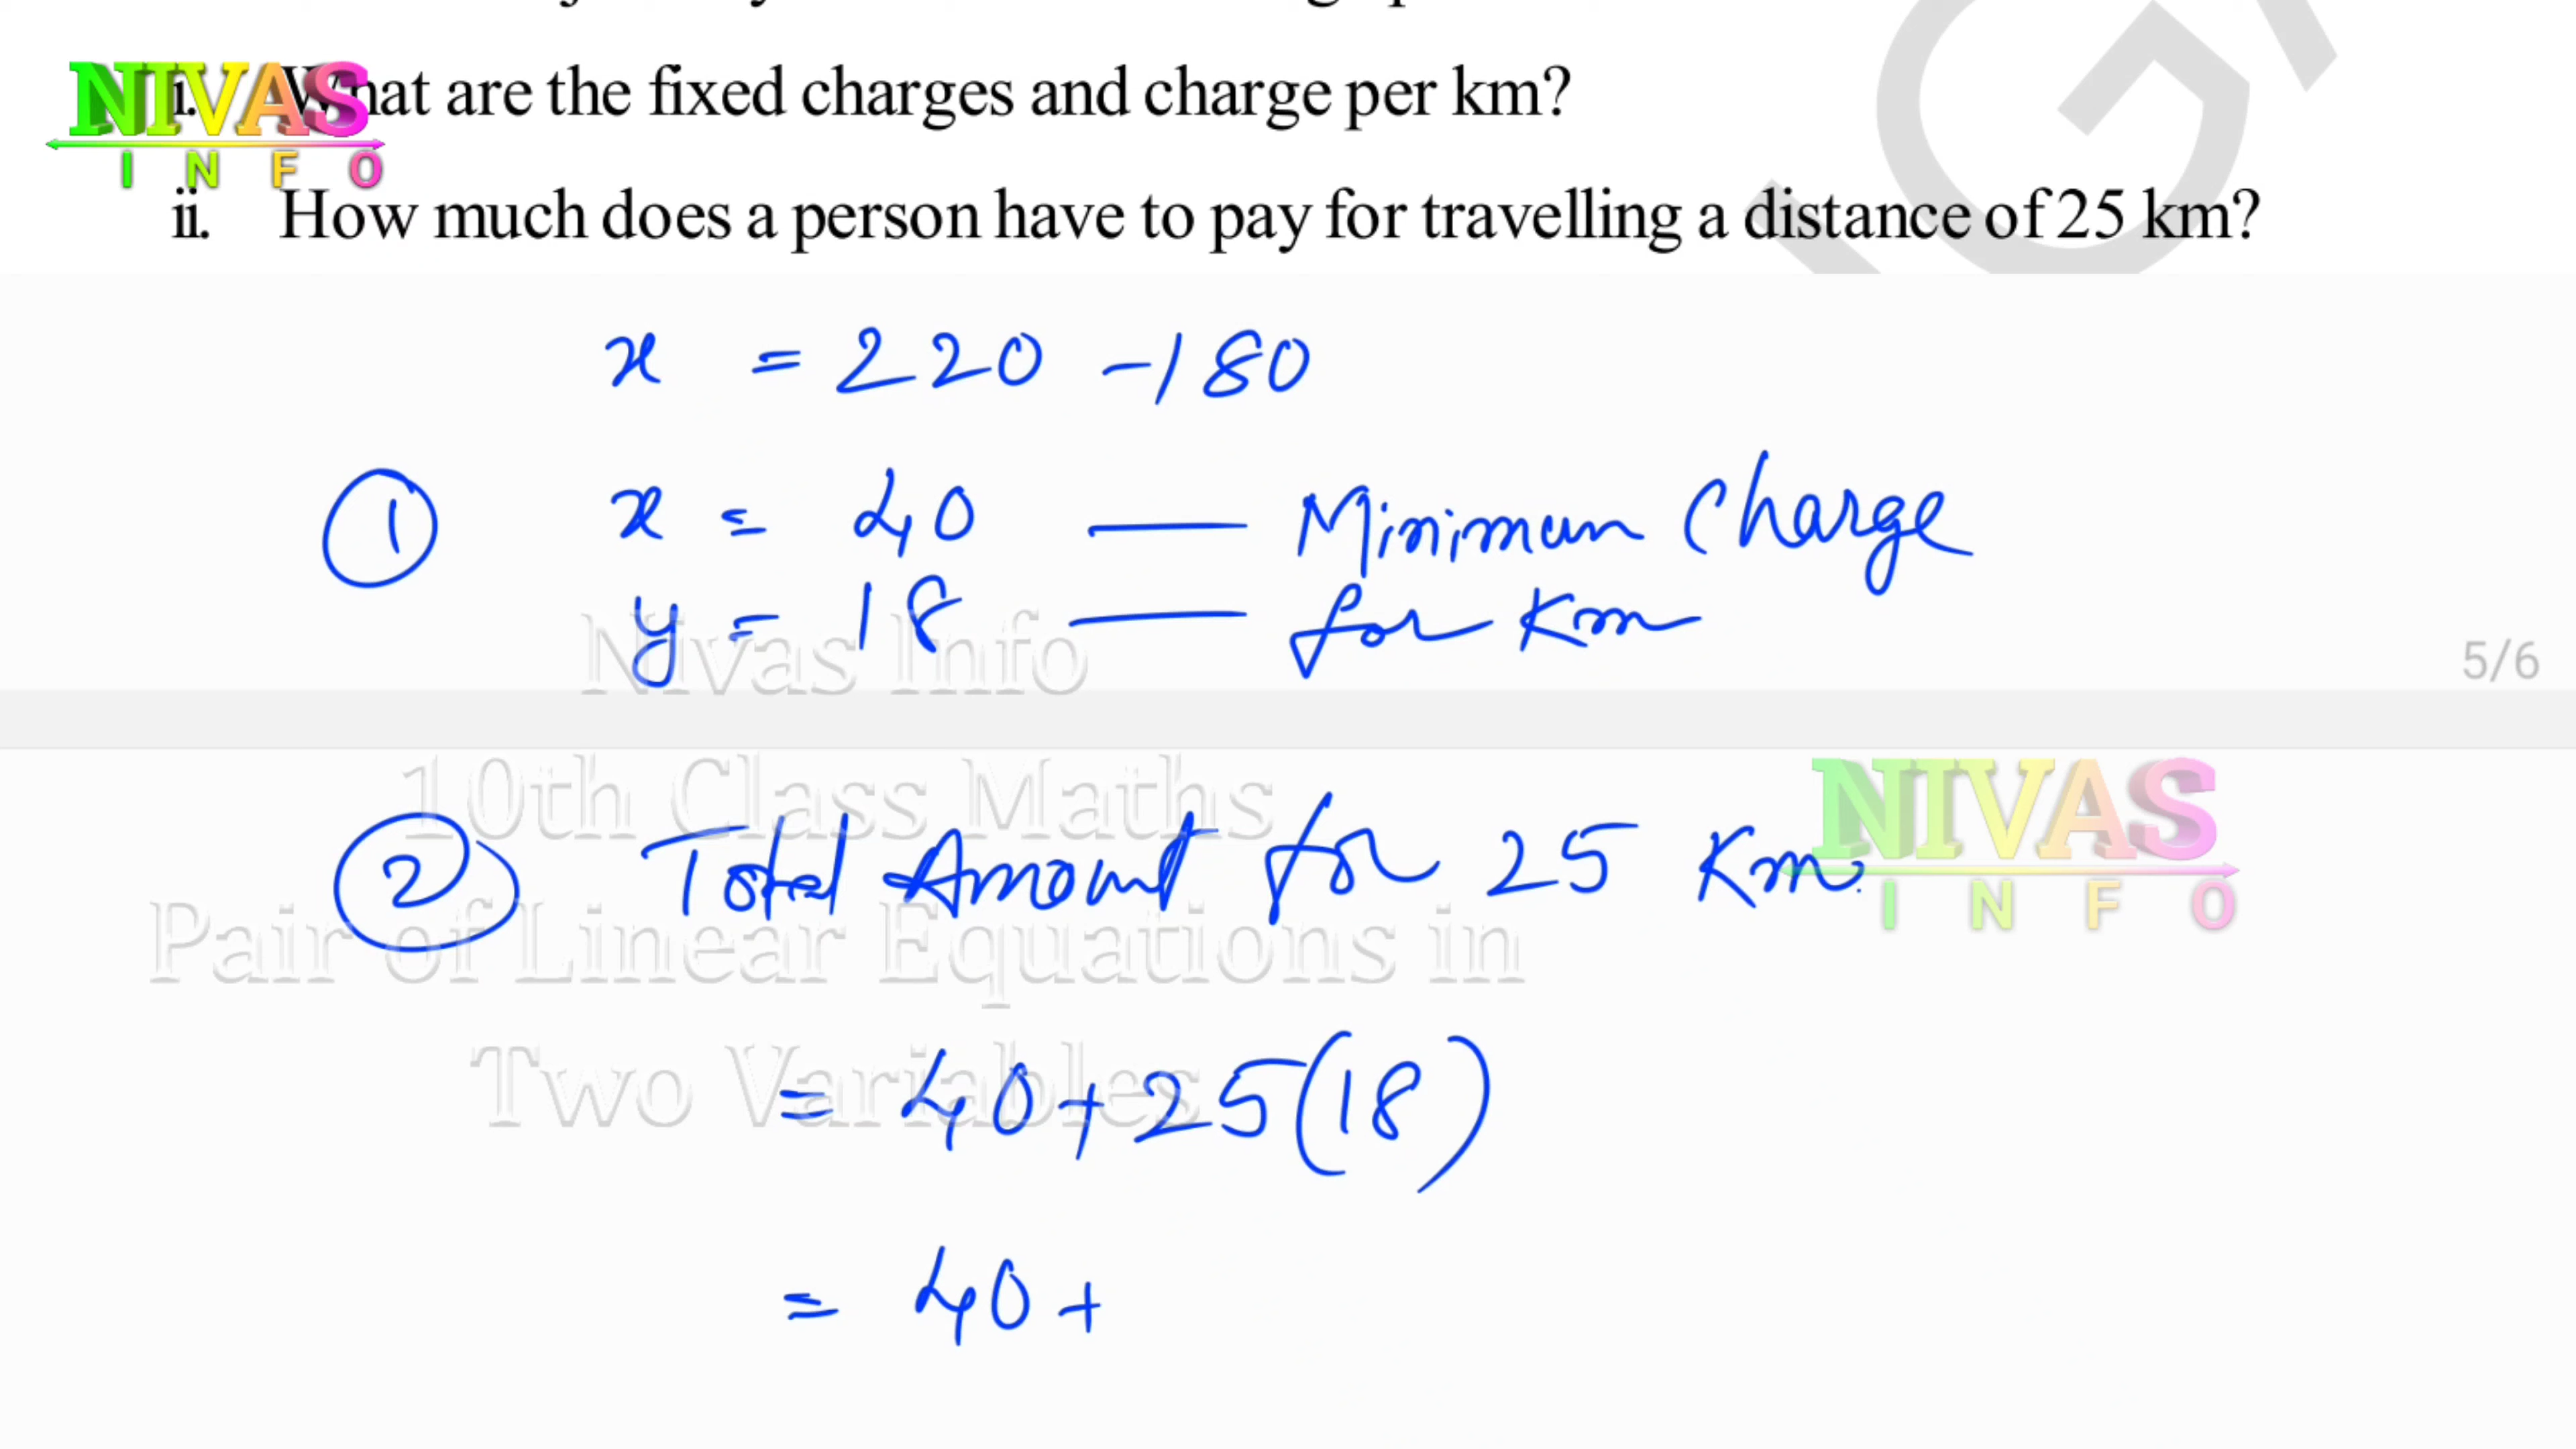 NIVAS
INFO
i. What are the fixed charges and charge per km?
ii. How much does a person have to pay for travelling a distance of 25 km?
x = 220 - 180
1 x = 40 — Minimum Charge
y = 18 — for Km
Nivas Info
5/6
10th Class Maths
NIVAS
INFO
2 Total Amount for 25 Km.
Pair of Linear Equations in
Two Variables
= 40 + 25(18)
= 40 +